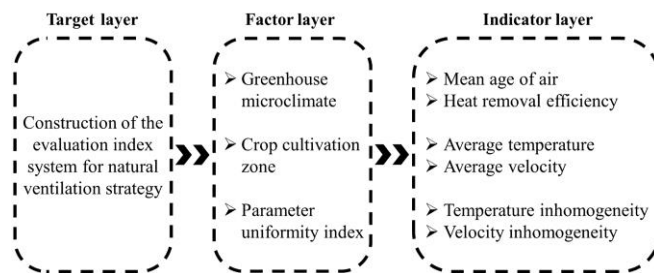 Target layer
Factor layer
Indicator layer
Construction of the
evaluation index
system for natural
ventilation strategy
➤ Greenhouse
microclimate
➤ Crop cultivation
zone
➤ Parameter
uniformity index
➤ Mean age of air
➤ Heat removal efficiency
➤ Average temperature
➤ Average velocity
➤ Temperature inhomogeneity
➤ Velocity inhomogeneity